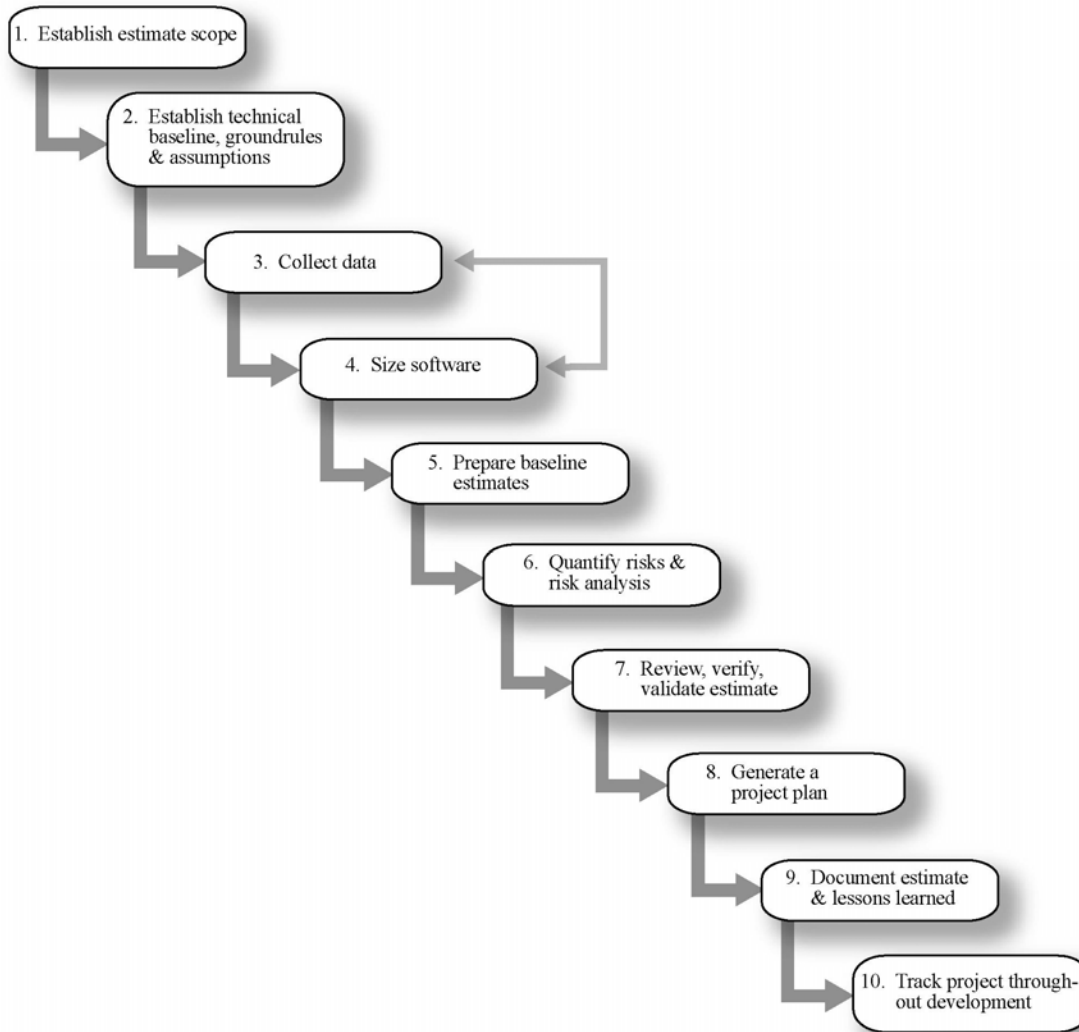 1. Establish estimate scope
2. Establish technical
baseline, groundrules
& assumptions
3. Collect data
4. Size software
5. Prepare baseline
estimates
6. Quantify risks &
risk analysis
7. Review, verify,
validate estimate
8. Generate a
project plan
9. Document estimate
& lessons learned
10. Track project through-
out development